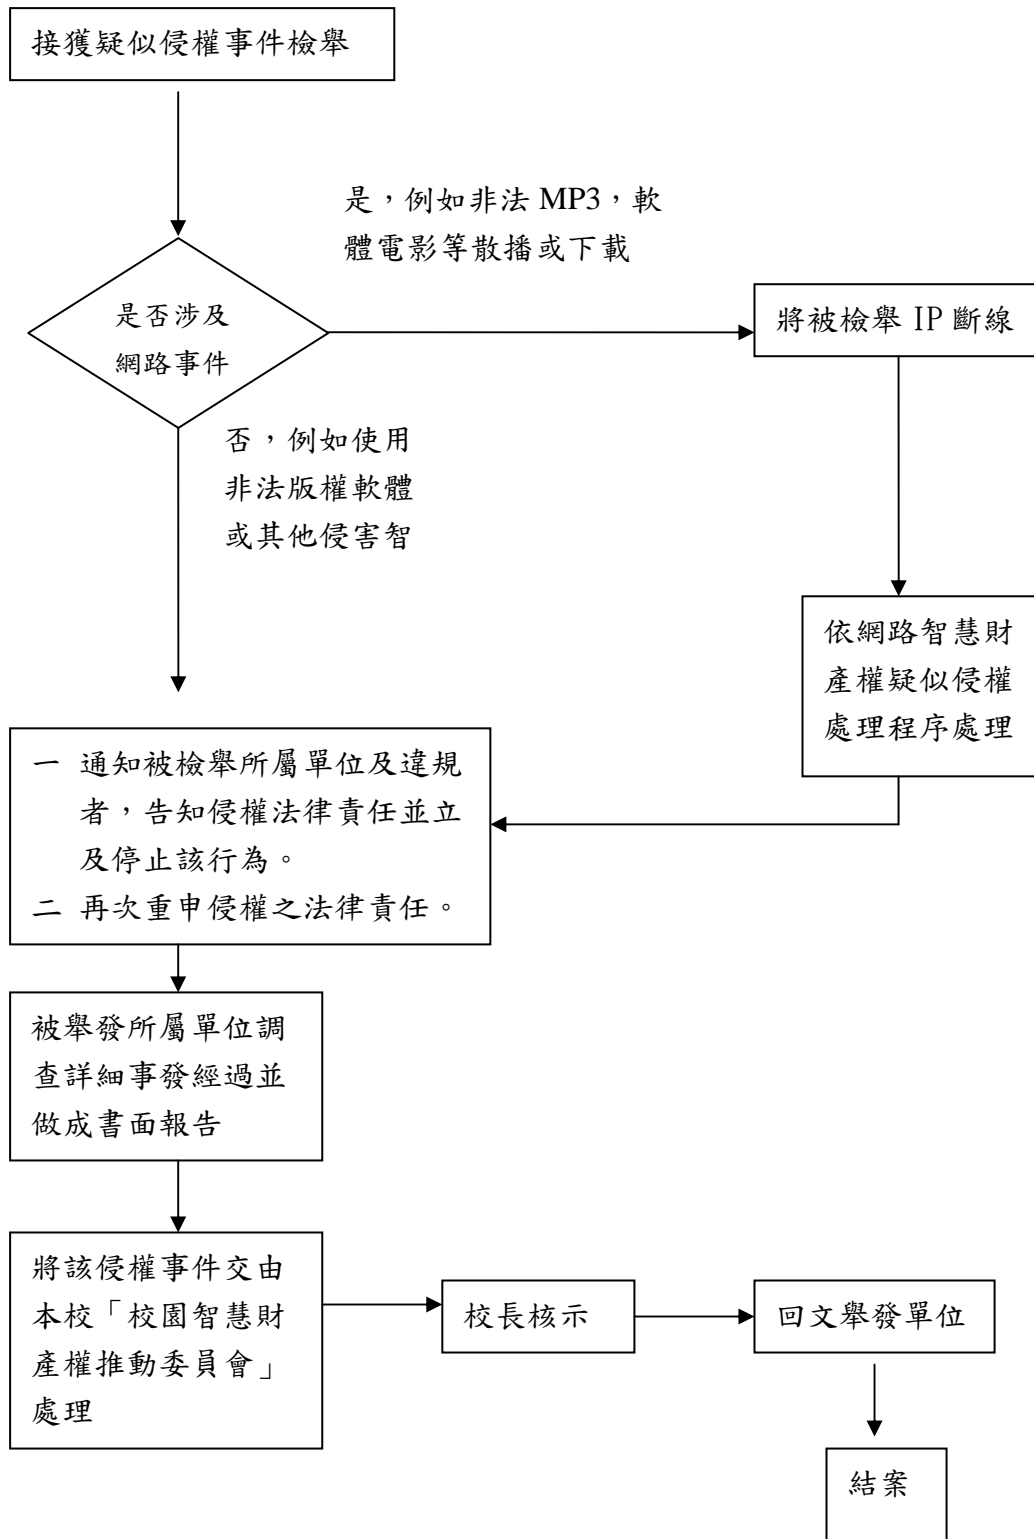 接獲疑似侵權事件檢舉
是，例如非法 MP3，軟
體電影等散播或下載
是否涉及
網路事件
將被檢舉 IP 斷線
否，例如使用
非法版權軟體
或其他侵害智
依網路智慧財
產權疑似侵權
處理程序處理
一 通知被檢舉所屬單位及違規
者，告知侵權法律責任並立
及停止該行為。
二 再次重申侵權之法律責任。
被舉發所屬單位調
查詳細事發經過並
做成書面報告
將該侵權事件交由
本校「校園智慧財
產權推動委員會」
處理
校長核示
回文舉發單位
結案